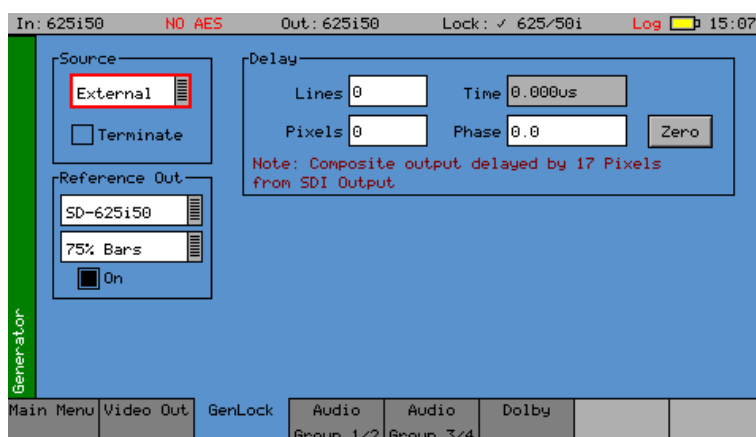 In: 625i50 NO AES Out: 625i50 Lock: ✓ 625/50i Log 15:07
Source
External
Terminate
Reference Out
SD-625i50
75% Bars
On
Delay
Lines 0 Time 0.000us
Pixels 0 Phase 0.0 Zero
Note: Composite output delayed by 17 Pixels
from SDI Output
Generator
Main Menu Video Out GenLock Audio Audio Dolby
Group 1/2 Group 3/4